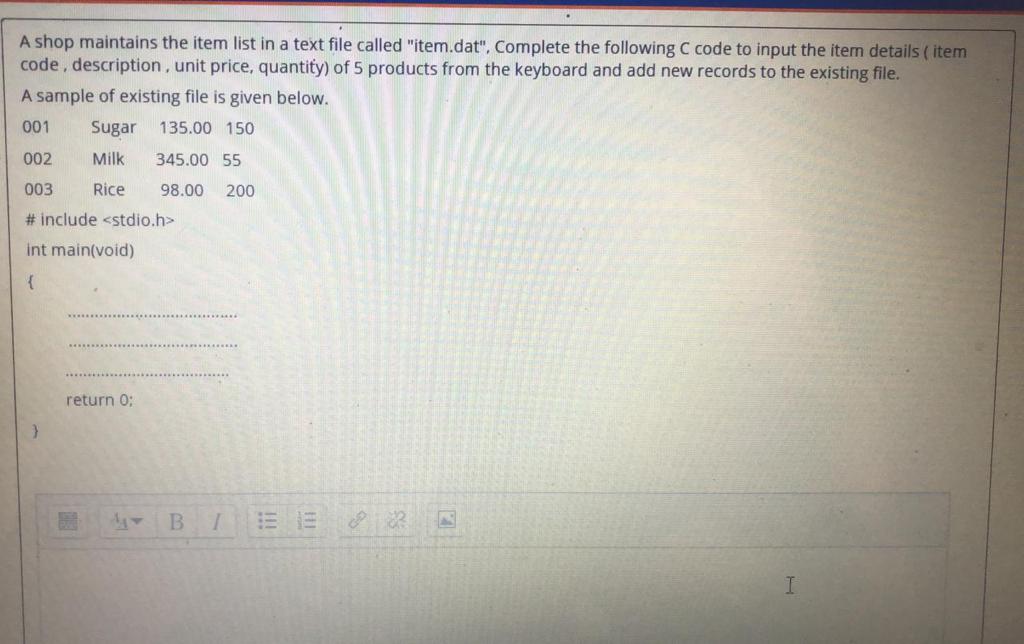 A shop maintains the item list in a text file called "item.dat", Complete the following C code to input the item details ( item
code , description , unit price, quantity) of 5 products from the keyboard and add new records to the existing file.
A sample of existing file is given below.
001 Sugar 135.00 150
002 Milk 345.00 55
003 Rice 98.00 200
# include <stdio.h>
int main(void)
{
..........................................
..........................................
........................................
return 0;
}
B I